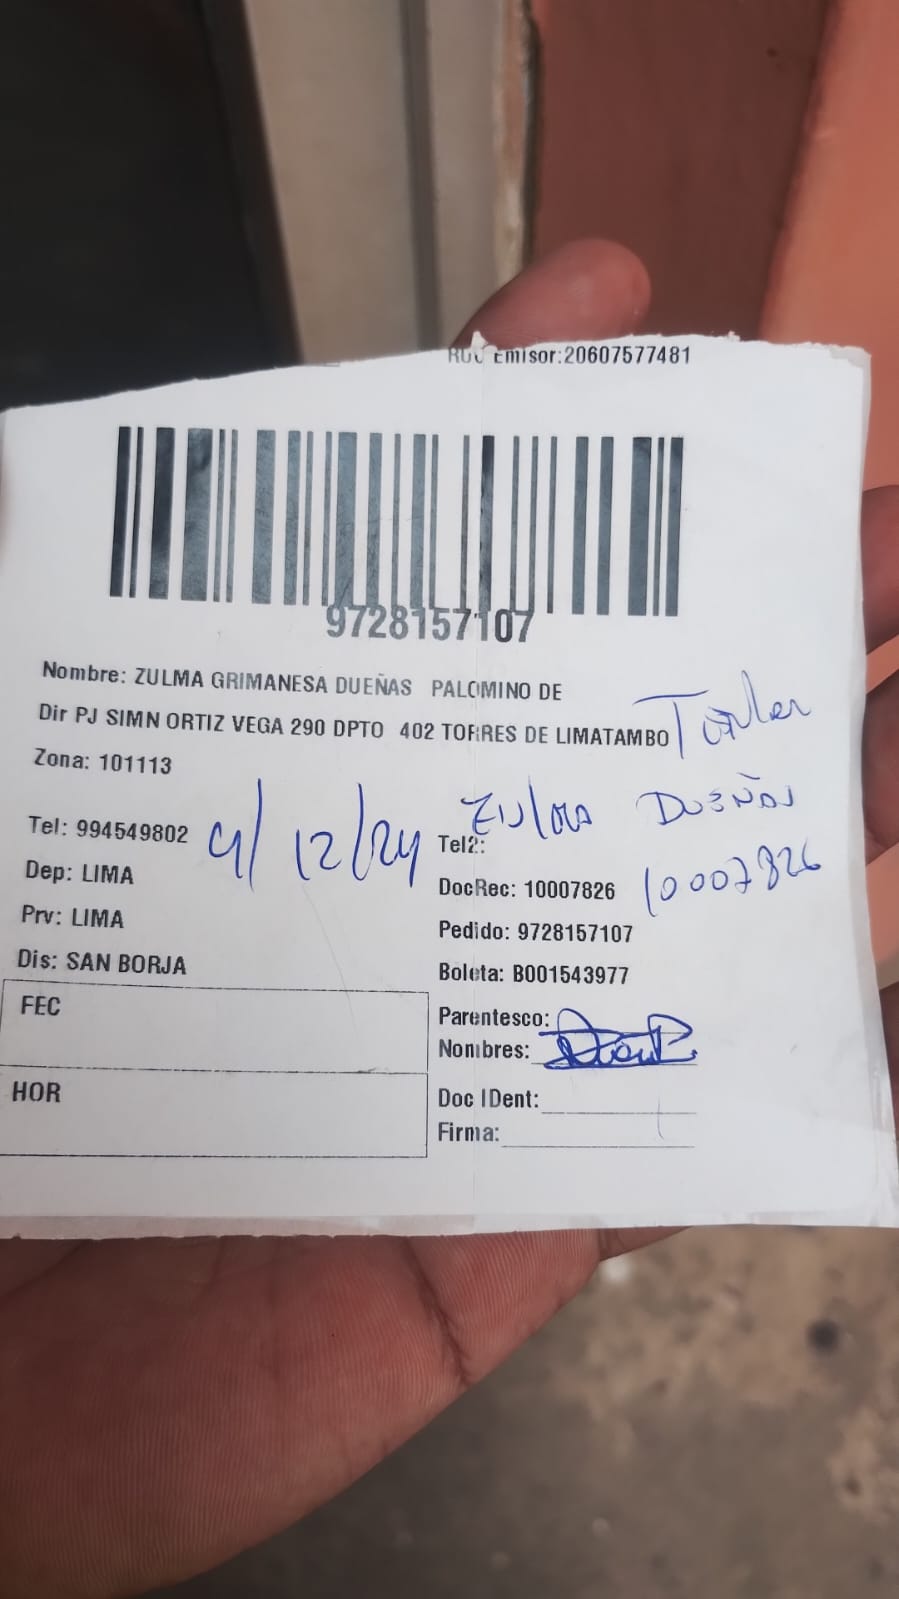 RUC Emisor:20607577481
9728157107
Nombre: ZULMA GRIMANESA DUEÑAS PALOMINO DE
Dir PJ SIMN ORTIZ VEGA 290 DPTO 402 TORRES DE LIMATAMBO
Titular
Zona: 101113
Zulma DUEÑAS
Tel: 994549802
4/12/24
Tel2:
Dep: LIMA
DocRec: 10007826
10007826
Prv: LIMA
Pedido: 9728157107
Dis: SAN BORJA
Boleta: B001543977
FEC
Parentesco:
Nombres:
HOR
Doc IDent:
Firma: